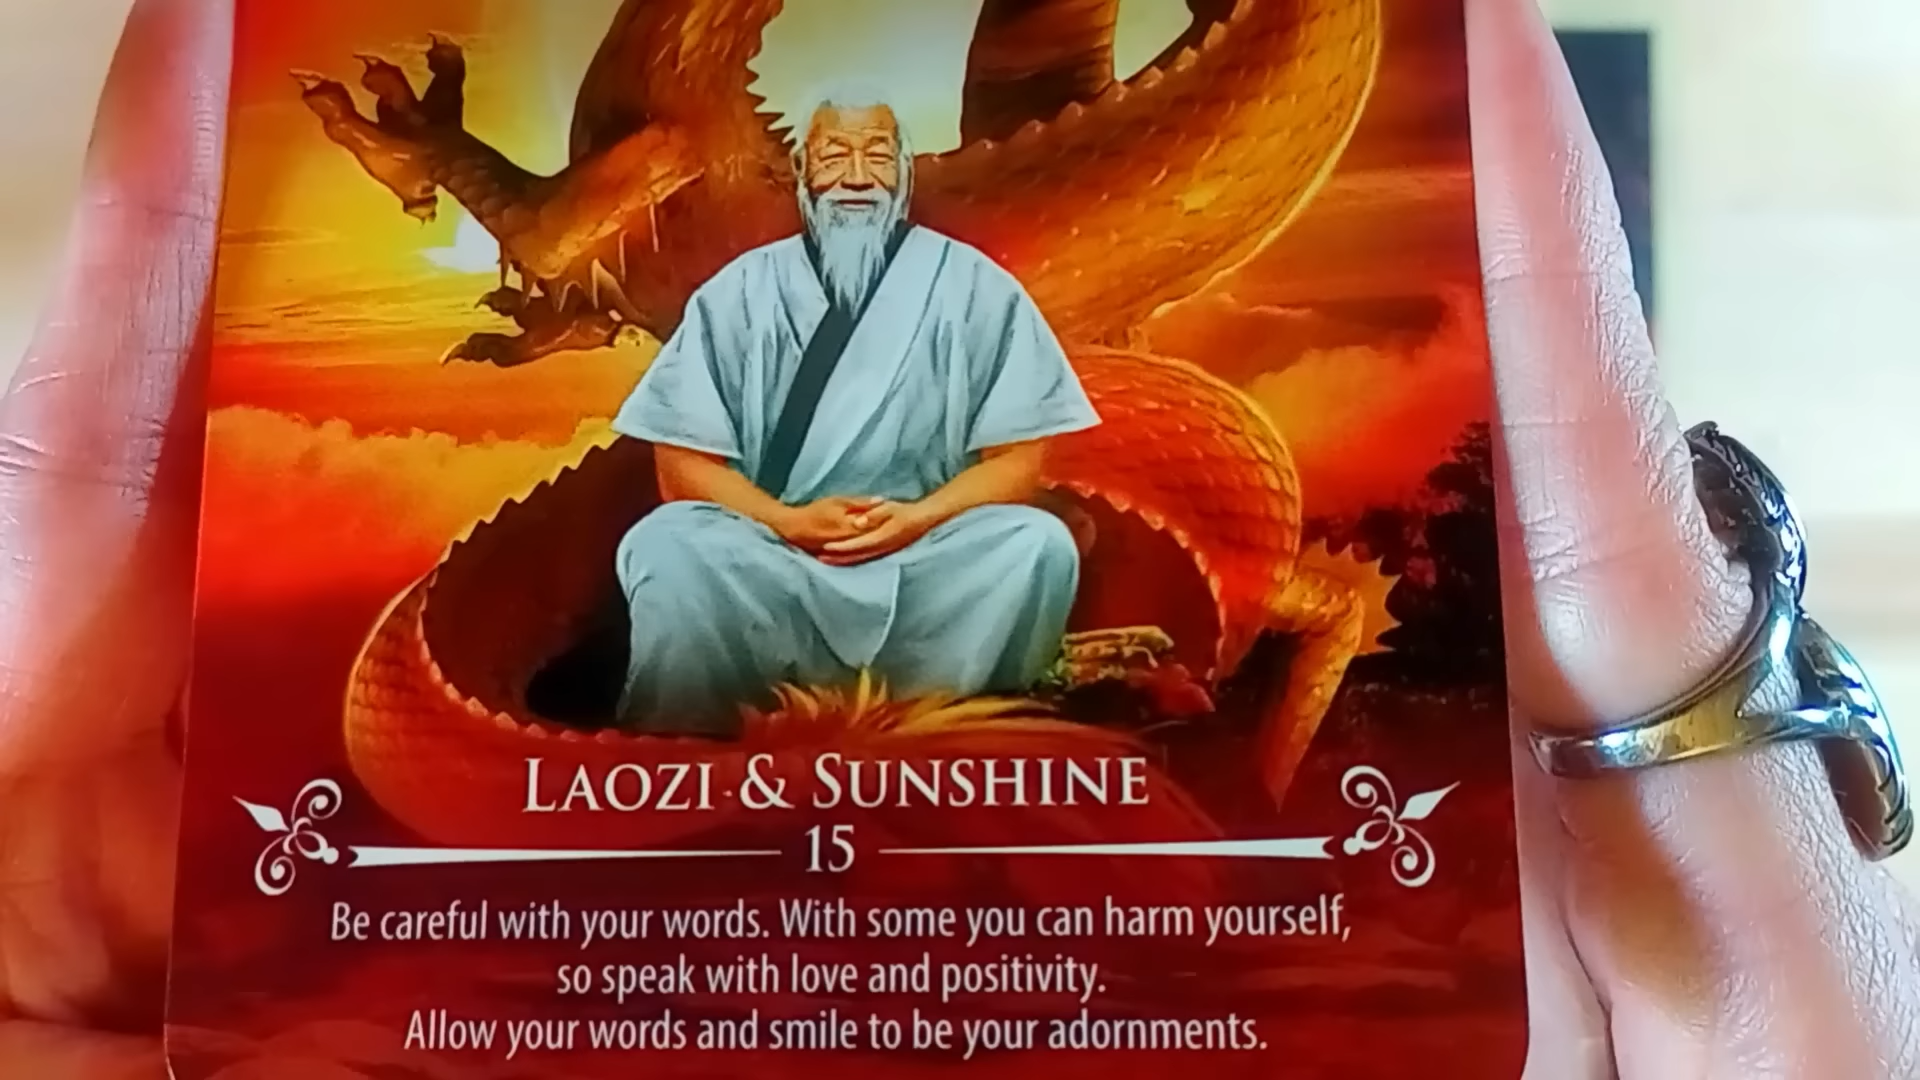 LAOZI & SUNSHINE
15
Be careful with your words. With some you can harm yourself,
so speak with love and positivity.
Allow your words and smile to be your adornments.